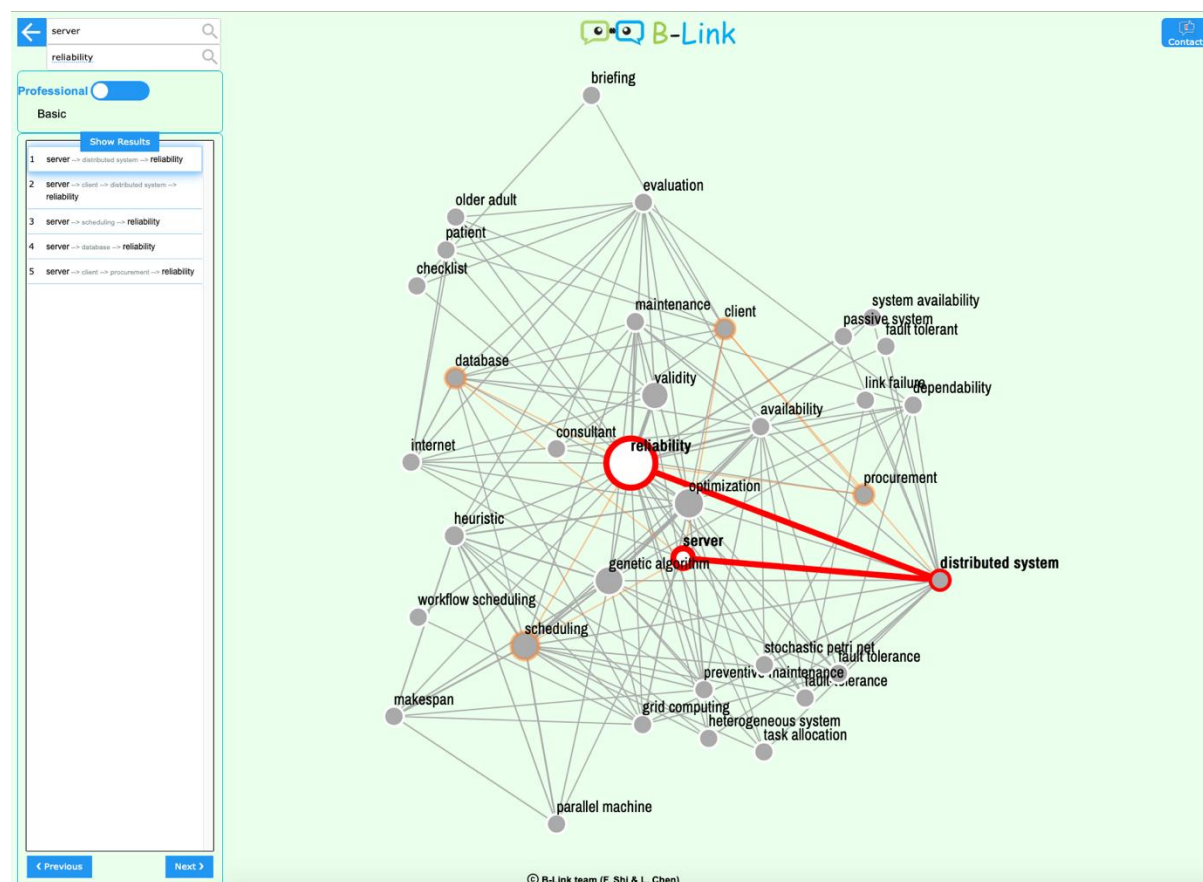 server
reliability
Professional
Basic
Show Results
1 server --> distributed system --> reliability
2 server --> client --> distributed system -->
reliability
3 server --> scheduling --> reliability
4 server --> database --> reliability
5 server --> client --> procurement --> reliability
‹ Previous
Next ›
B-Link
Contact
briefing
evaluation
older adult
patient
checklist
maintenance
client
system availability
passive system
fault tolerant
database
validity
link failure
dependability
availability
consultant
internet
reliability
procurement
optimization
heuristic
server
genetic algorithm
distributed system
workflow scheduling
scheduling
stochastic petri net
fault tolerance
preventive maintenance
fault tolerance
makespan
grid computing
heterogeneous system
task allocation
parallel machine
© B-Link team (F. Shi & L. Chen)